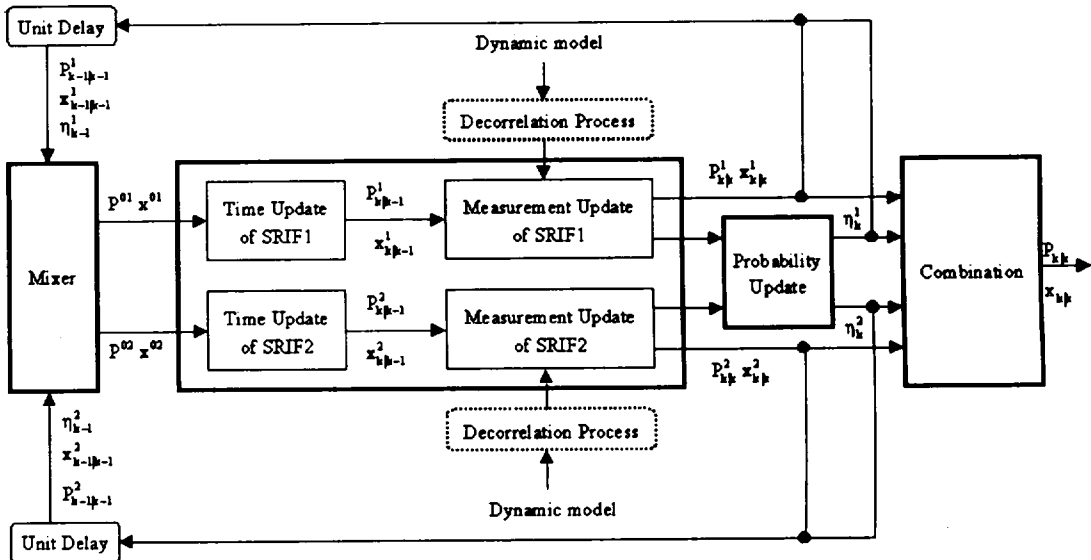 Unit Delay
Dynamic model
P¹ₖ₋₁|ₖ₋₁
x¹ₖ₋₁|ₖ₋₁
η¹ₖ₋₁
Decorrelation Process
P⁰¹ x⁰¹
Time Update
of SRIF1
P¹ₖ|ₖ₋₁
x¹ₖ|ₖ₋₁
Measurement Update
of SRIF1
P¹ₖ|ₖ x¹ₖ|ₖ
η¹ₖ
Mixer
Probability
Update
Combination
Pₖ|ₖ
xₖ|ₖ
P⁰² x⁰²
Time Update
of SRIF2
P²ₖ|ₖ₋₁
x²ₖ|ₖ₋₁
Measurement Update
of SRIF2
η²ₖ
P²ₖ|ₖ x²ₖ|ₖ
η²ₖ₋₁
x²ₖ₋₁|ₖ₋₁
P²ₖ₋₁|ₖ₋₁
Decorrelation Process
Dynamic model
Unit Delay